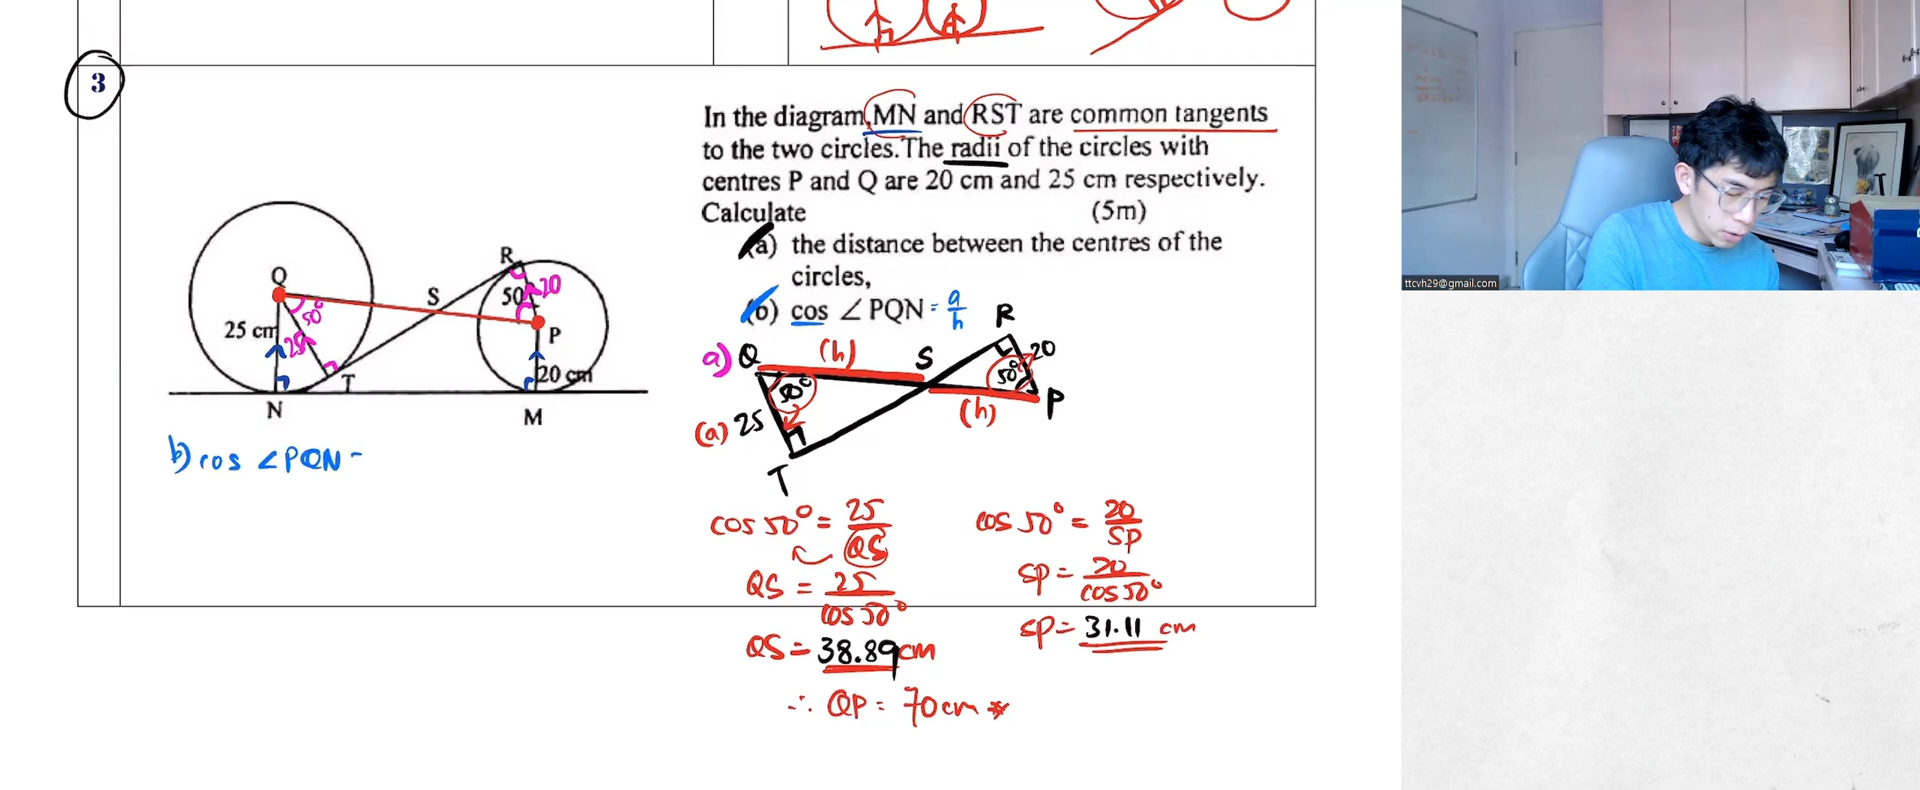 3
In the diagram, MN and RST are common tangents
to the two circles. The radii of the circles with
centres P and Q are 20 cm and 25 cm respectively.
Calculate (5m)
(a) the distance between the centres of the
circles,
(b) cos ∠ PQN = a/h
Q
S
R
50
20
P
25 cm
50°
25
T
20 cm
N
M
b) cos ∠PQN =
a) Q
(h)
S
R
20
50°
50°
(a) 25
(h)
P
T
cos 50° = 25/QS
QS = 25/cos 50°
QS = 38.89 cm
cos 50° = 20/SP
SP = 20/cos 50°
SP = 31.11 cm
∴ QP = 70 cm *
ttcvh29@gmail.com